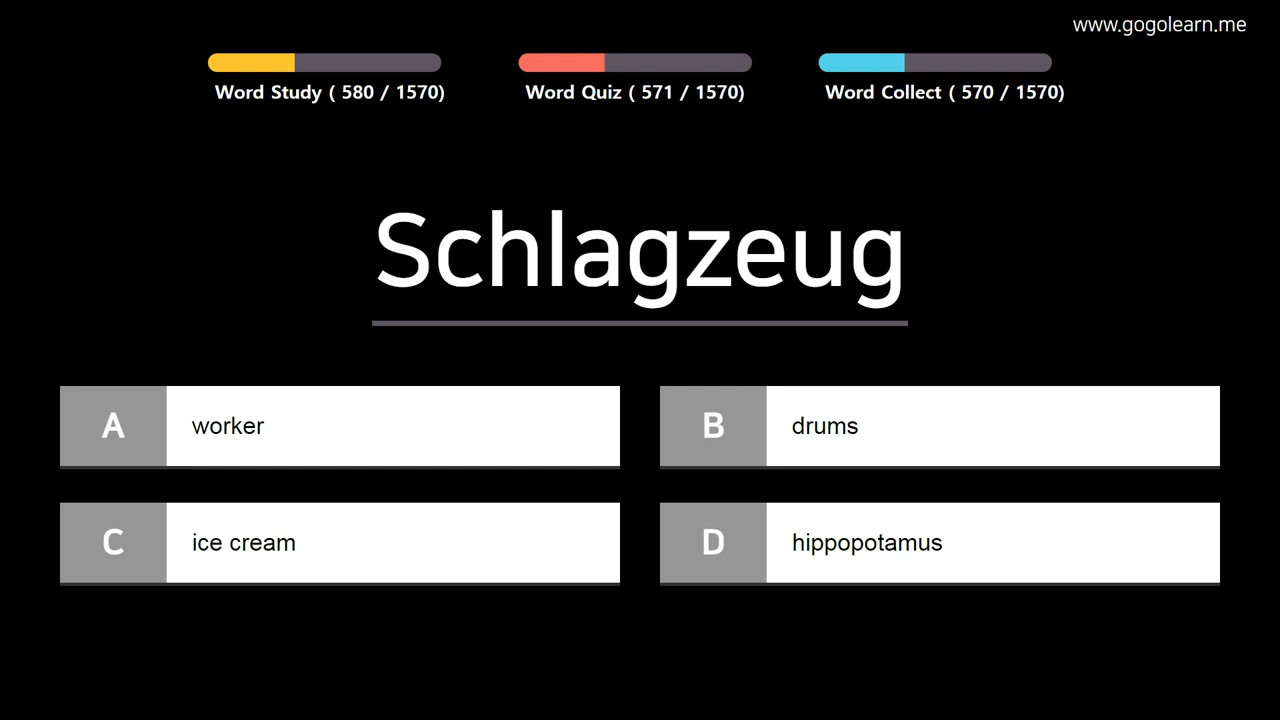 www.gogolearn.me
Word Study ( 580 / 1570)
Word Quiz ( 571 / 1570)
Word Collect ( 570 / 1570)
Schlagzeug
A worker
B drums
C ice cream
D hippopotamus